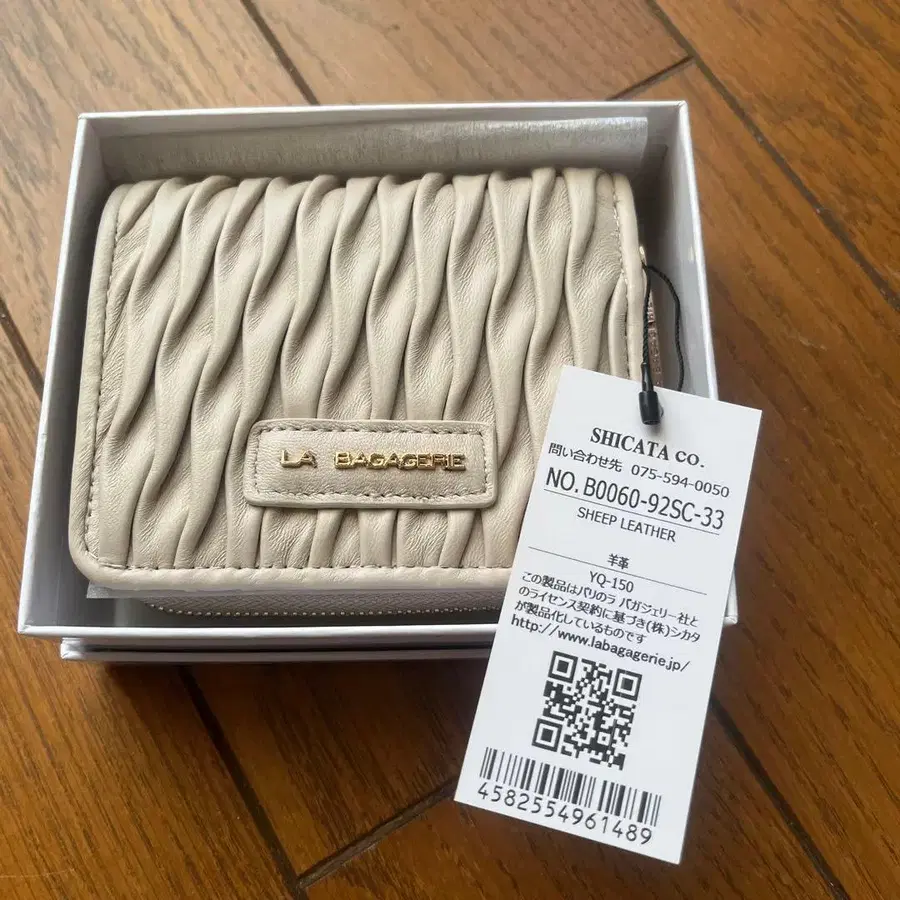 LA BAGAGERIE
SHICATA CO.
問い合わせ先 075-594-0050
NO. B0060-92SC-33
SHEEP LEATHER
羊革
YQ-150
この製品はパリのラ バガジェリー社と
のライセンス契約に基づき(株)シカタ
が製品化しているものです
http://www.labagagerie.jp/
4582554961489